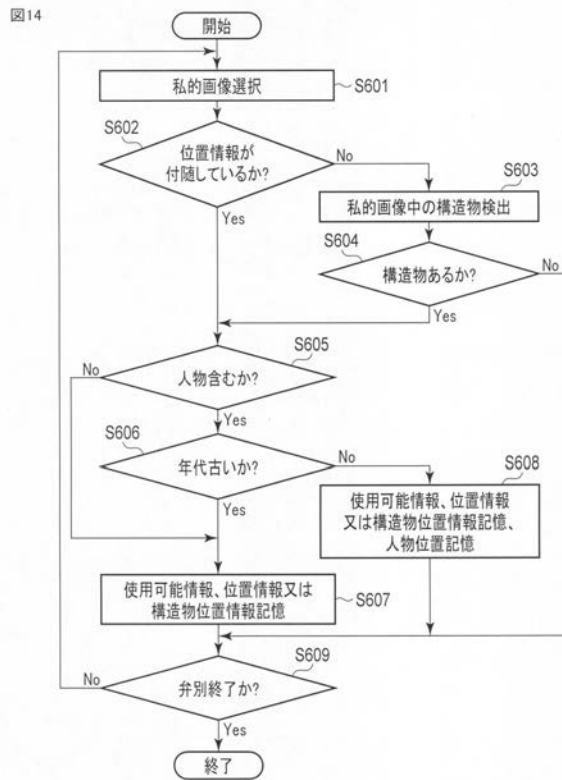 図14
開始
私的画像選択
S601
S602
位置情報が
付随しているか?
No
Yes
S603
私的画像中の構造物検出
S604
構造物あるか?
No
Yes
S605
人物含むか?
No
Yes
S606
年代古いか?
No
Yes
S608
使用可能情報、位置情報
又は構造物位置情報記憶、
人物位置記憶
使用可能情報、位置情報又は
構造物位置情報記憶
S607
S609
弁別終了か?
No
Yes
終了